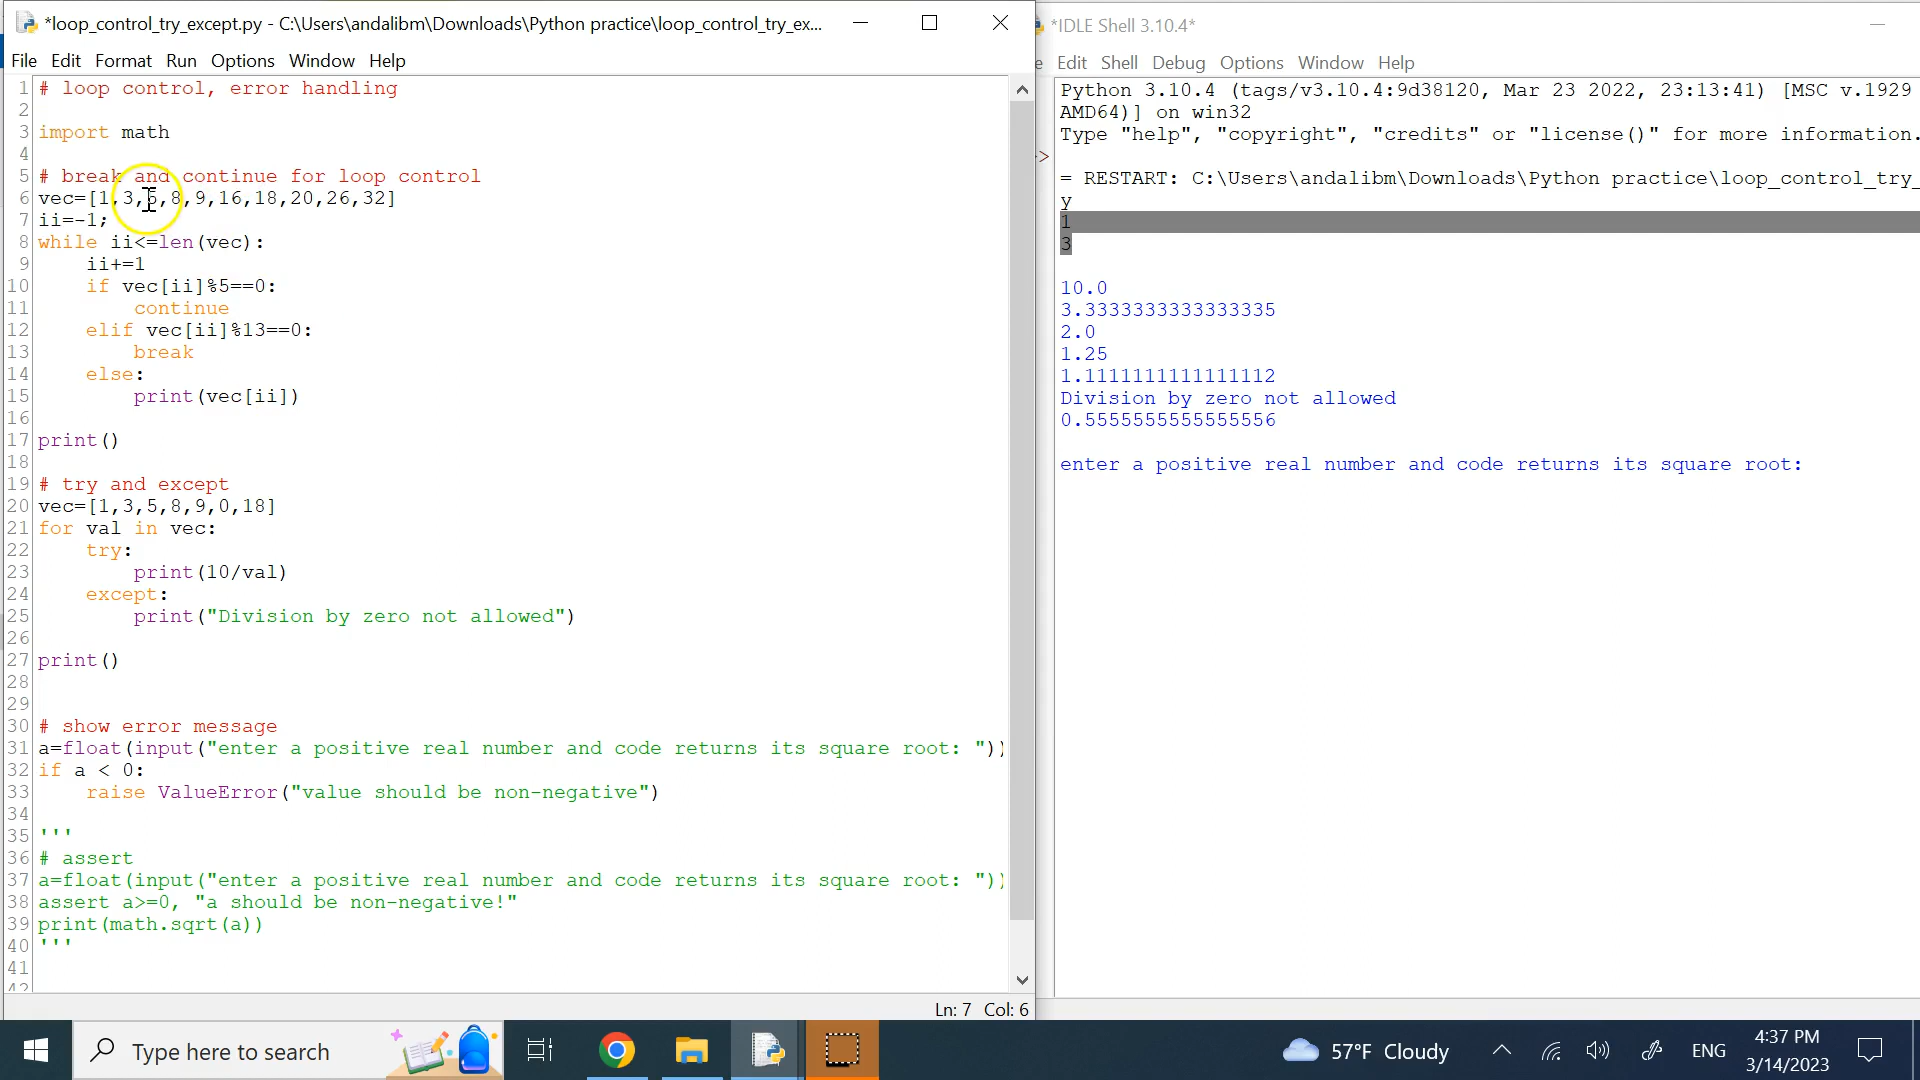 *loop_control_try_except.py - C:\Users\andalibm\Downloads\Python practice\loop_control_try_ex...
File Edit Format Run Options Window Help
1 # loop control, error handling
2
3 import math
4
5 # break and continue for loop control
6 vec=[1,3,5,8,9,16,18,20,26,32]
7 ii=-1;
8 while ii<=len(vec):
9 ii+=1
10 if vec[ii]%5==0:
11 continue
12 elif vec[ii]%13==0:
13 break
14 else:
15 print(vec[ii])
16
17 print()
18
19 # try and except
20 vec=[1,3,5,8,9,0,18]
21 for val in vec:
22 try:
23 print(10/val)
24 except:
25 print("Division by zero not allowed")
26
27 print()
28
29
30 # show error message
31 a=float(input("enter a positive real number and code returns its square root: "))
32 if a < 0:
33 raise ValueError("value should be non-negative")
34
35 '''
36 # assert
37 a=float(input("enter a positive real number and code returns its square root: "))
38 assert a>=0, "a should be non-negative!"
39 print(math.sqrt(a))
40 '''
41
42
Ln: 7 Col: 6
*IDLE Shell 3.10.4*
e Edit Shell Debug Options Window Help
Python 3.10.4 (tags/v3.10.4:9d38120, Mar 23 2022, 23:13:41) [MSC v.1929
AMD64)] on win32
Type "help", "copyright", "credits" or "license()" for more information.
>
= RESTART: C:\Users\andalibm\Downloads\Python practice\loop_control_try_
y
1
3
10.0
3.3333333333333335
2.0
1.25
1.1111111111111112
Division by zero not allowed
0.5555555555555556
enter a positive real number and code returns its square root:
Type here to search
57°F Cloudy
ENG
4:37 PM
3/14/2023